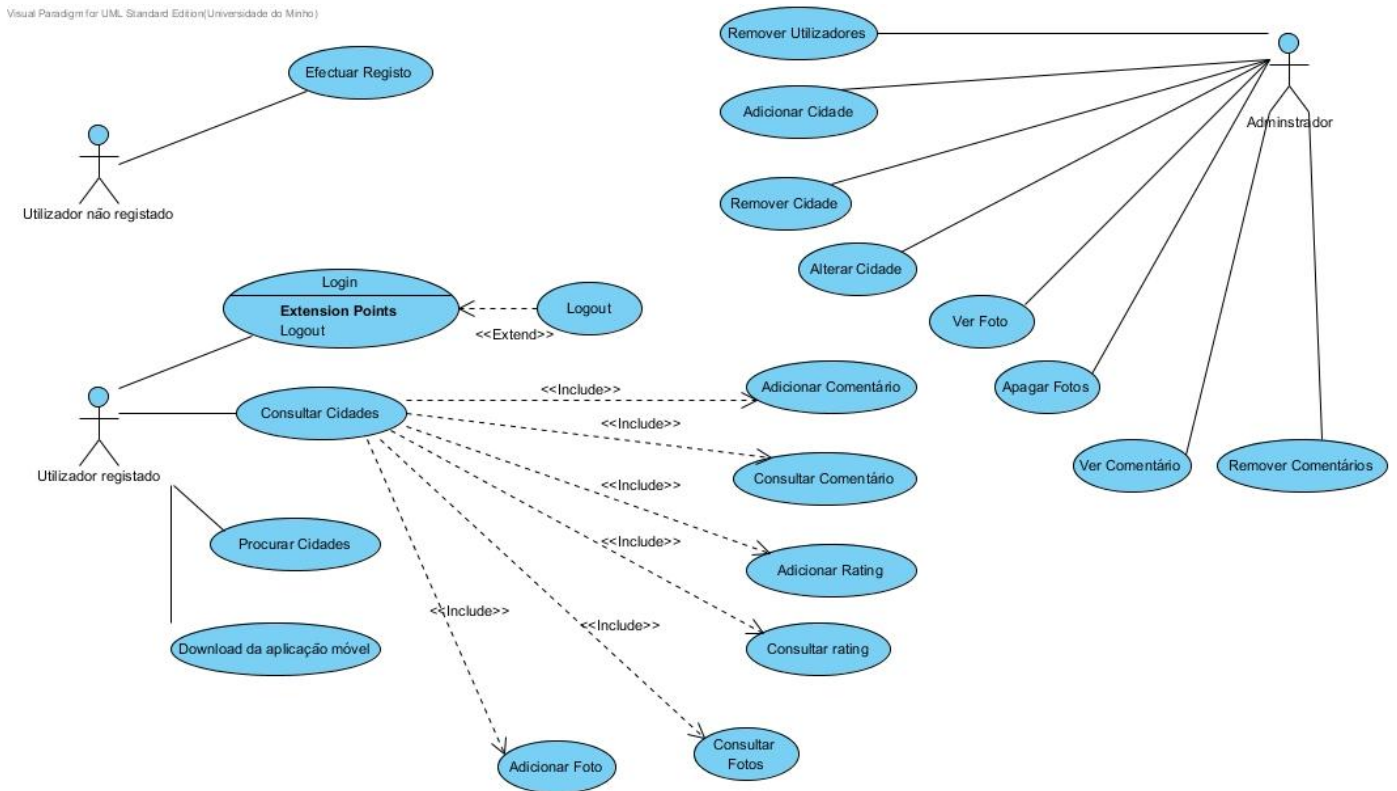 Visual Paradigm for UML Standard Edition(Universidade do Minho)
Remover Utilizadores
Efectuar Registo
Adicionar Cidade
Adminstrador
Utilizador não registado
Remover Cidade
Alterar Cidade
Login
Extension Points
Logout
Logout
<<Extend>>
Ver Foto
Adicionar Comentário
<<Include>>
Apagar Fotos
Consultar Cidades
<<Include>>
Utilizador registado
Consultar Comentário
Ver Comentário
Remover Comentários
<<Include>>
Procurar Cidades
<<Include>>
Adicionar Rating
<<Include>>
<<Include>>
Download da aplicação móvel
Consultar rating
Adicionar Foto
Consultar
Fotos